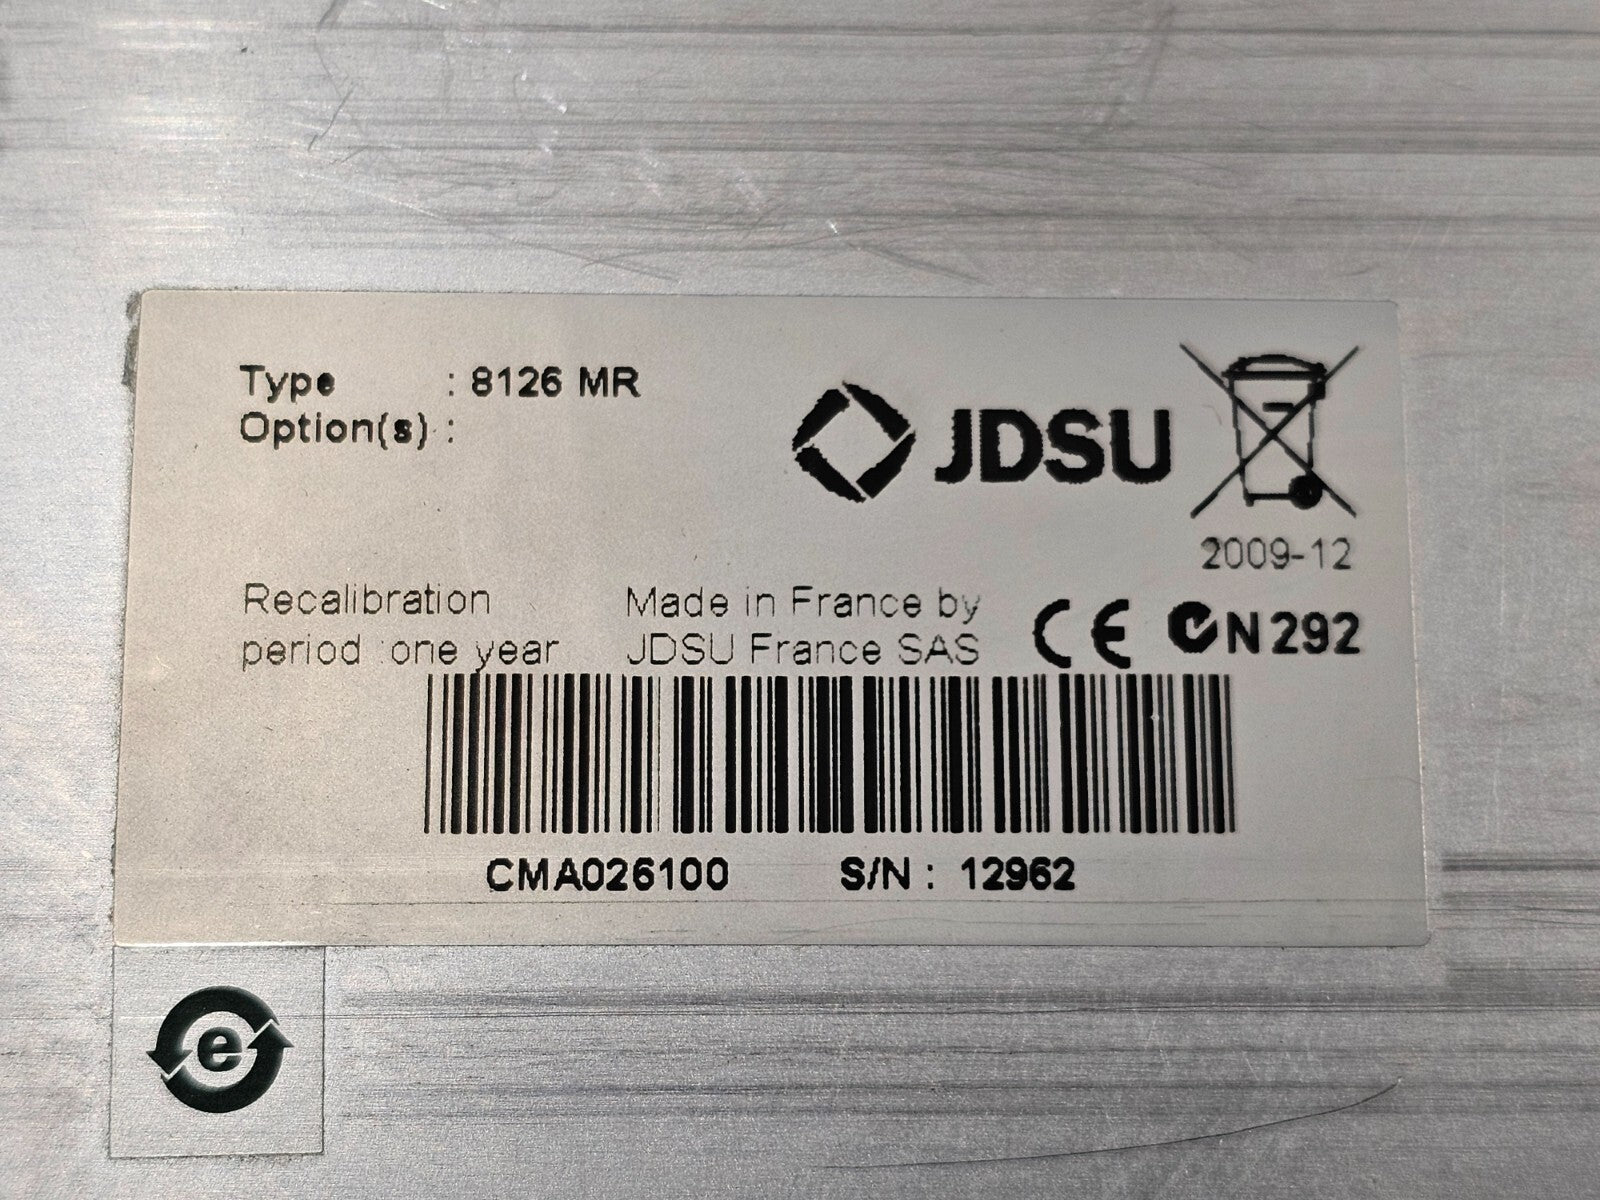 Type : 8126 MR
Option(s) :
JDSU
2009-12
Recalibration
period :one year
Made in France by
JDSU France SAS
CE N292
CMA026100 S/N : 12962
e